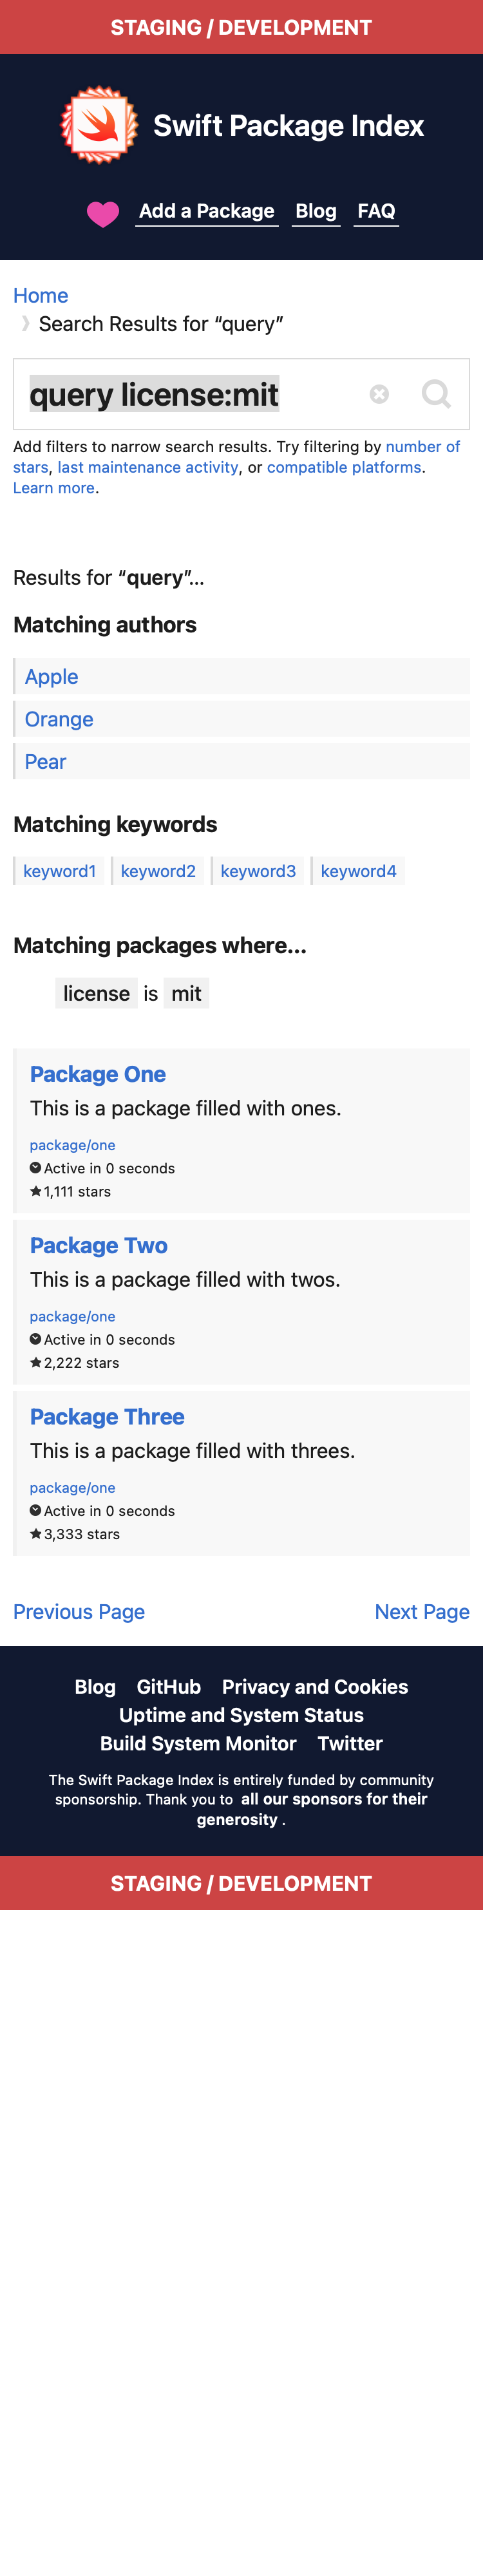 STAGING / DEVELOPMENT
Swift Package Index
Add a Package Blog FAQ
Home
Search Results for “query”
query license:mit
Add filters to narrow search results. Try filtering by number of
stars, last maintenance activity, or compatible platforms.
Learn more.
Results for “query”...
Matching authors
Apple
Orange
Pear
Matching keywords
keyword1 keyword2 keyword3 keyword4
Matching packages where...
license is mit
Package One
This is a package filled with ones.
package/one
Active in 0 seconds
1,111 stars
Package Two
This is a package filled with twos.
package/one
Active in 0 seconds
2,222 stars
Package Three
This is a package filled with threes.
package/one
Active in 0 seconds
3,333 stars
Previous Page Next Page
Blog GitHub Privacy and Cookies
Uptime and System Status
Build System Monitor Twitter
The Swift Package Index is entirely funded by community
sponsorship. Thank you to all our sponsors for their
generosity .
STAGING / DEVELOPMENT